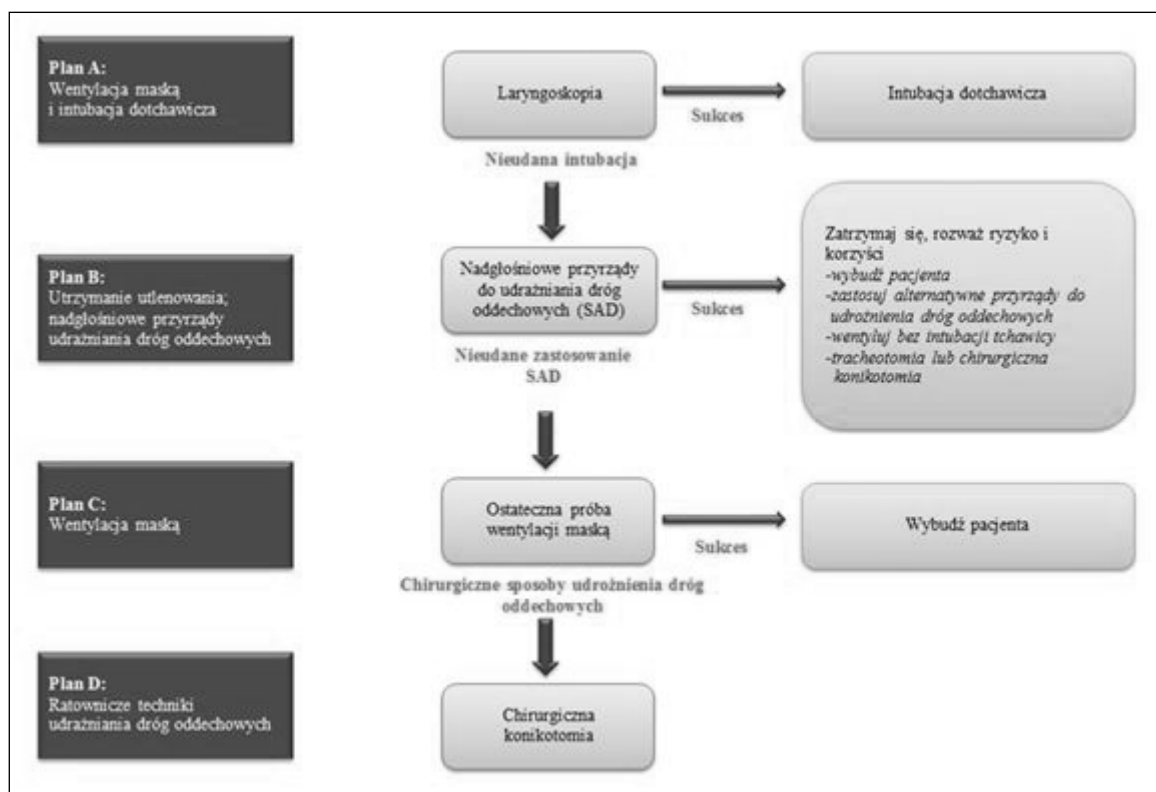 Plan A:
Wentylacja maską
i intubacja dotchawicza
Laryngoskopia
Sukces
Intubacja dotchawicza
Nieudana intubacja
Plan B:
Utrzymanie utlenowania;
nadgłośniowe przyrządy
udrażniania dróg oddechowych
Nadgłośniowe przyrządy
do udrażniania dróg
oddechowych (SAD)
Sukces
Zatrzymaj się, rozważ ryzyko i
korzyści
-wybudź pacjenta
-zastosuj alternatywne przyrządy do
udrożnienia dróg oddechowych
-wentyluj bez intubacji tchawicy
-tracheotomia lub chirurgiczna
konikotomia
Nieudane zastosowanie
SAD
Plan C:
Wentylacja maską
Ostateczna próba
wentylacji maską
Sukces
Wybudź pacjenta
Chirurgiczne sposoby udrożnienia dróg
oddechowych
Plan D:
Ratownicze techniki
udrażniania dróg oddechowych
Chirurgiczna
konikotomia